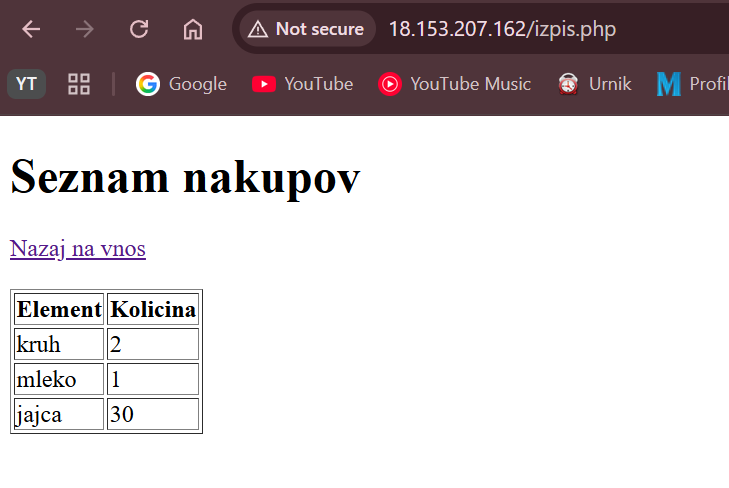 Not secure 18.153.207.162/izpis.php
YT Google YouTube YouTube Music Urnik Profil
Seznam nakupov
Nazaj na vnos
Element Kolicina
kruh 2
mleko 1
jajca 30